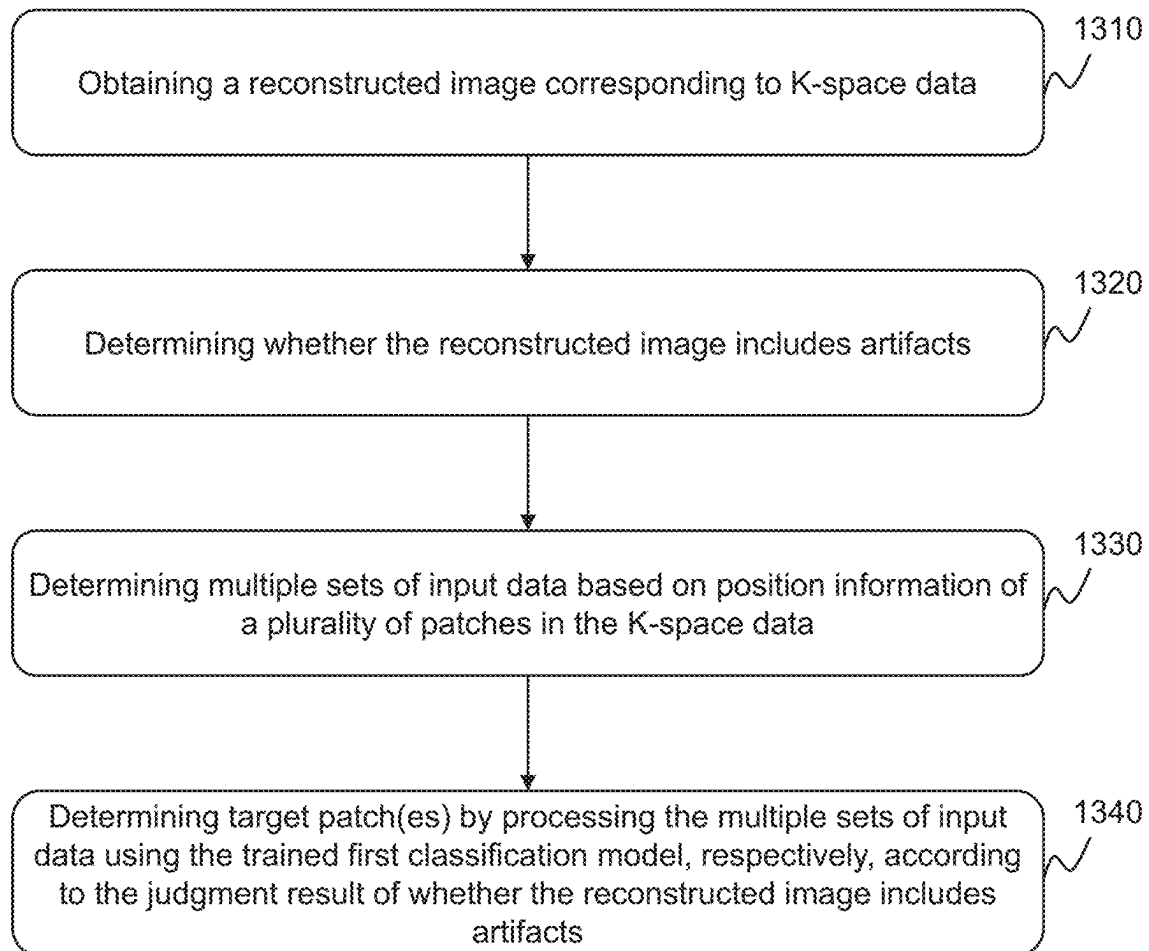 1310
Obtaining a reconstructed image corresponding to K-space data
1320
Determining whether the reconstructed image includes artifacts
1330
Determining multiple sets of input data based on position information of
a plurality of patches in the K-space data
1340
Determining target patch(es) by processing the multiple sets of input
data using the trained first classification model, respectively, according
to the judgment result of whether the reconstructed image includes
artifacts